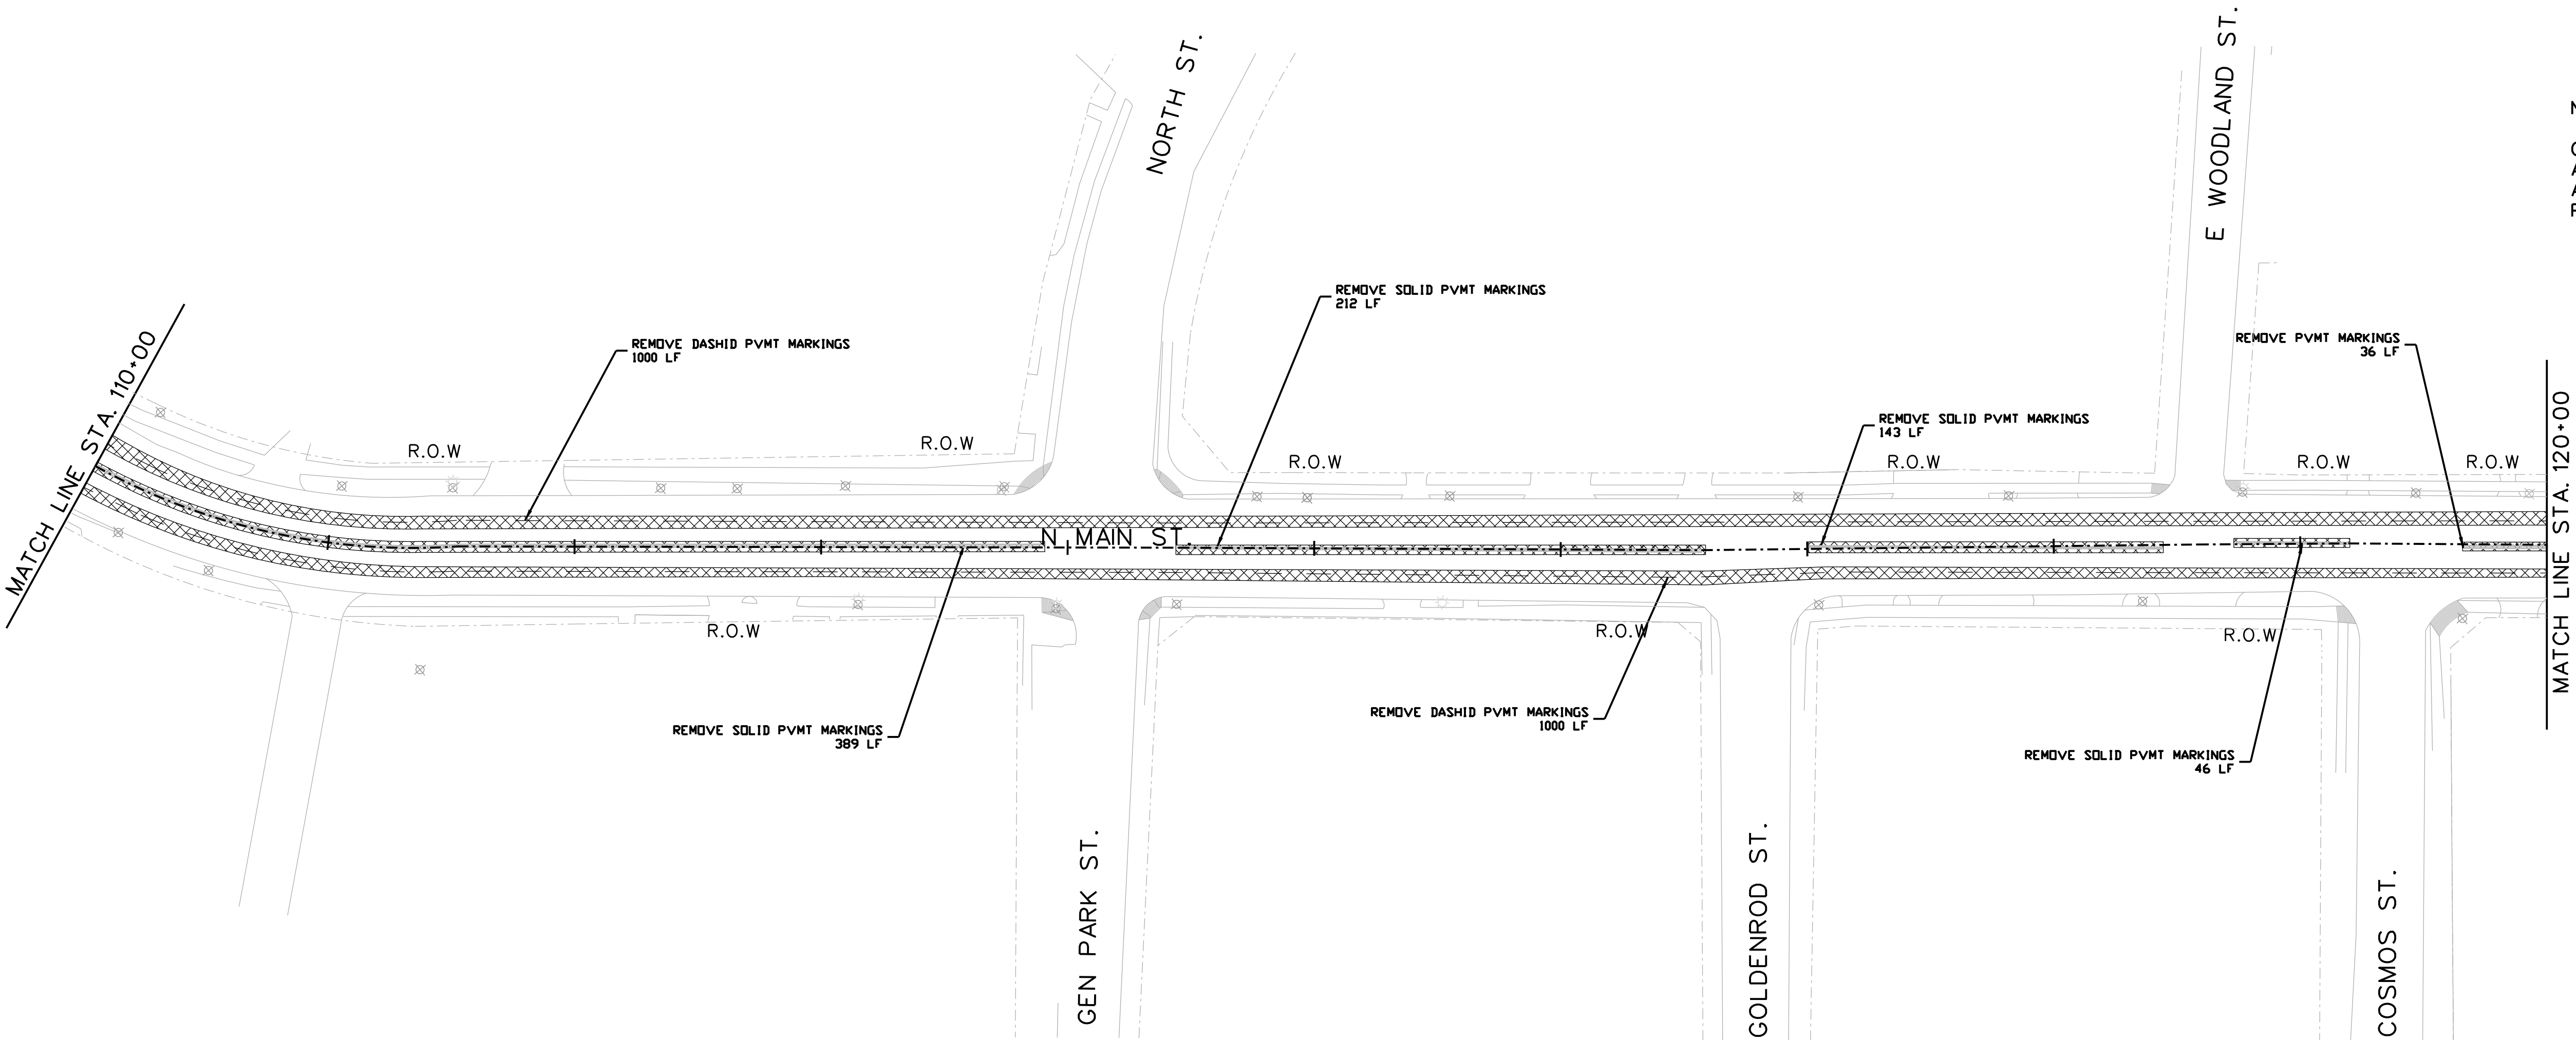 NORTH ST.
E WOODLAND ST.
REMOVE SOLID PVMT MARKINGS
212 LF
REMOVE DASHID PVMT MARKINGS
1000 LF
REMOVE PVMT MARKINGS
36 LF
REMOVE SOLID PVMT MARKINGS
143 LF
MATCH LINE STA. 110+00
R.O.W
R.O.W
R.O.W
R.O.W
R.O.W
R.O.W
MATCH LINE STA. 120+00
N MAIN ST.
R.O.W
R.O.W
R.O.W
REMOVE SOLID PVMT MARKINGS
389 LF
REMOVE DASHID PVMT MARKINGS
1000 LF
REMOVE SOLID PVMT MARKINGS
46 LF
GEN PARK ST.
GOLDENROD ST.
COSMOS ST.